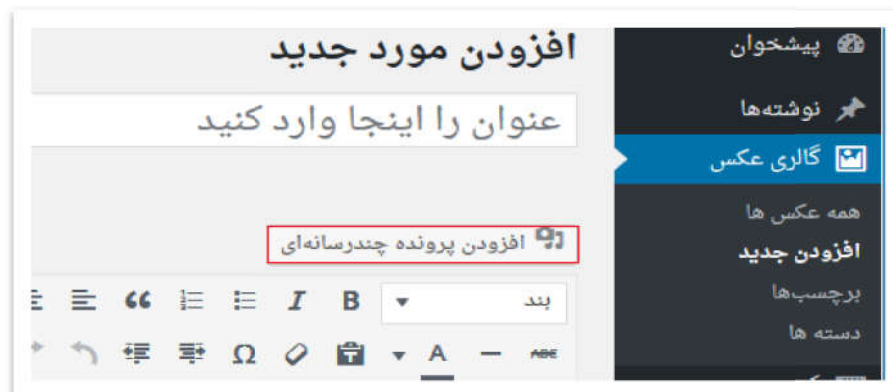 پیشخوان
نوشته‌ها
گالری عکس
همه عکس ها
افزودن جدید
برچسب‌ها
دسته ها
افزودن مورد جدید
عنوان را اینجا وارد کنید
افزودن پرونده چندرسانه‌ای
بند
B I
ABC — A Ω